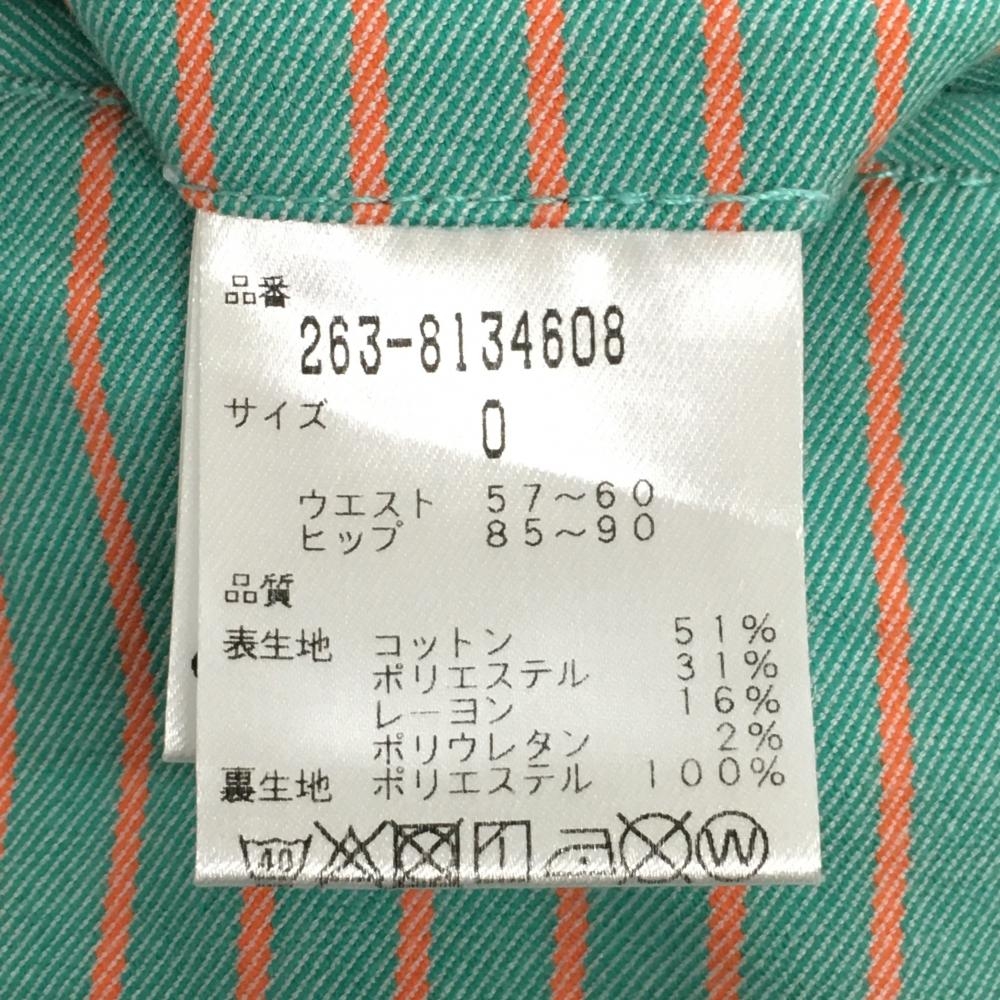 品番
263-8134608
サイズ 0
ウエスト 57～60
ヒップ 85～90
品質
表生地 コットン 51%
ポリエステル 31%
レーヨン 16%
ポリウレタン 2%
裏生地 ポリエステル 100%
40 W